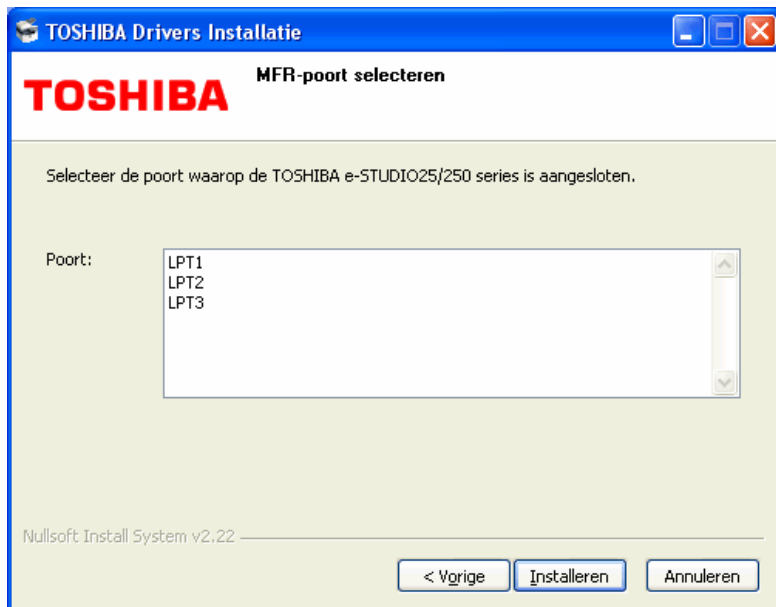 TOSHIBA Drivers Installatie
TOSHIBA
MFR-poort selecteren
Selecteer de poort waarop de TOSHIBA e-STUDIO25/250 series is aangesloten.
Poort:
LPT1
LPT2
LPT3
Nullsoft Install System v2.22
< Vorige
Installeren
Annuleren